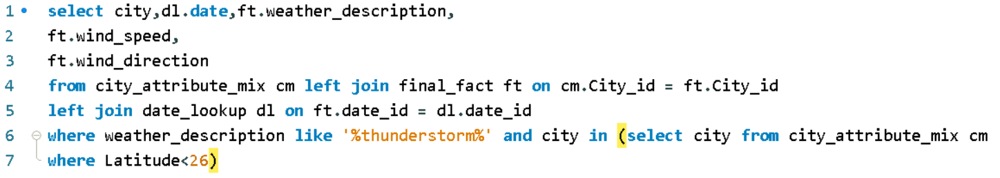 1 select city,dl.date,ft.weather_description,
2 ft.wind_speed,
3 ft.wind_direction
4 from city_attribute_mix cm left join final_fact ft on cm.City_id = ft.City_id
5 left join date_lookup dl on ft.date_id = dl.date_id
6 where weather_description like '%thunderstorm%' and city in (select city from city_attribute_mix cm
7 where Latitude<26)